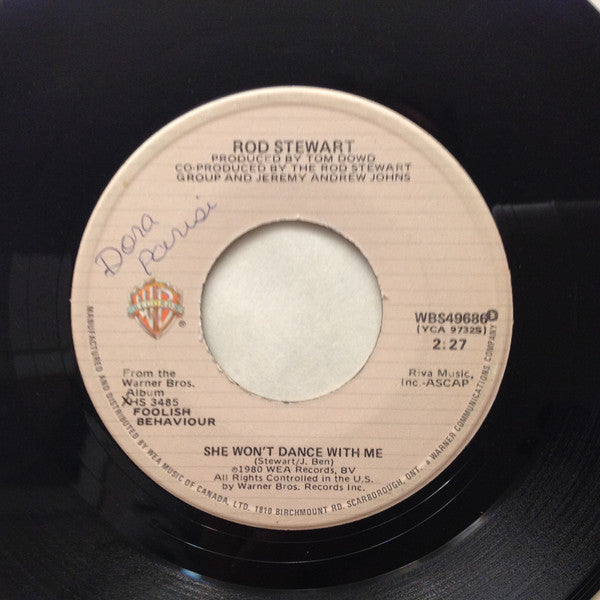 ROD STEWART
PRODUCED BY TOM DOWD
CO-PRODUCED BY THE ROD STEWART
GROUP AND JEREMY ANDREW JOHNS
Dora
Parisi
WB
®
WBS49686
(YCA 9732S)
2:27
Riva Music,
Inc.-ASCAP
From the
Warner Bros.
Album
XHS 3485
FOOLISH
BEHAVIOUR
SHE WON'T DANCE WITH ME
(Stewart/J. Ben)
℗1980 WEA Records, BV
All Rights Controlled in the U.S.
by Warner Bros. Records Inc.
MANUFACTURED AND DISTRIBUTED BY WEA MUSIC OF CANADA, LTD. 1810 BIRCHMOUNT RD. SCARBOROUGH, ONT. A WARNER COMMUNICATIONS COMPANY